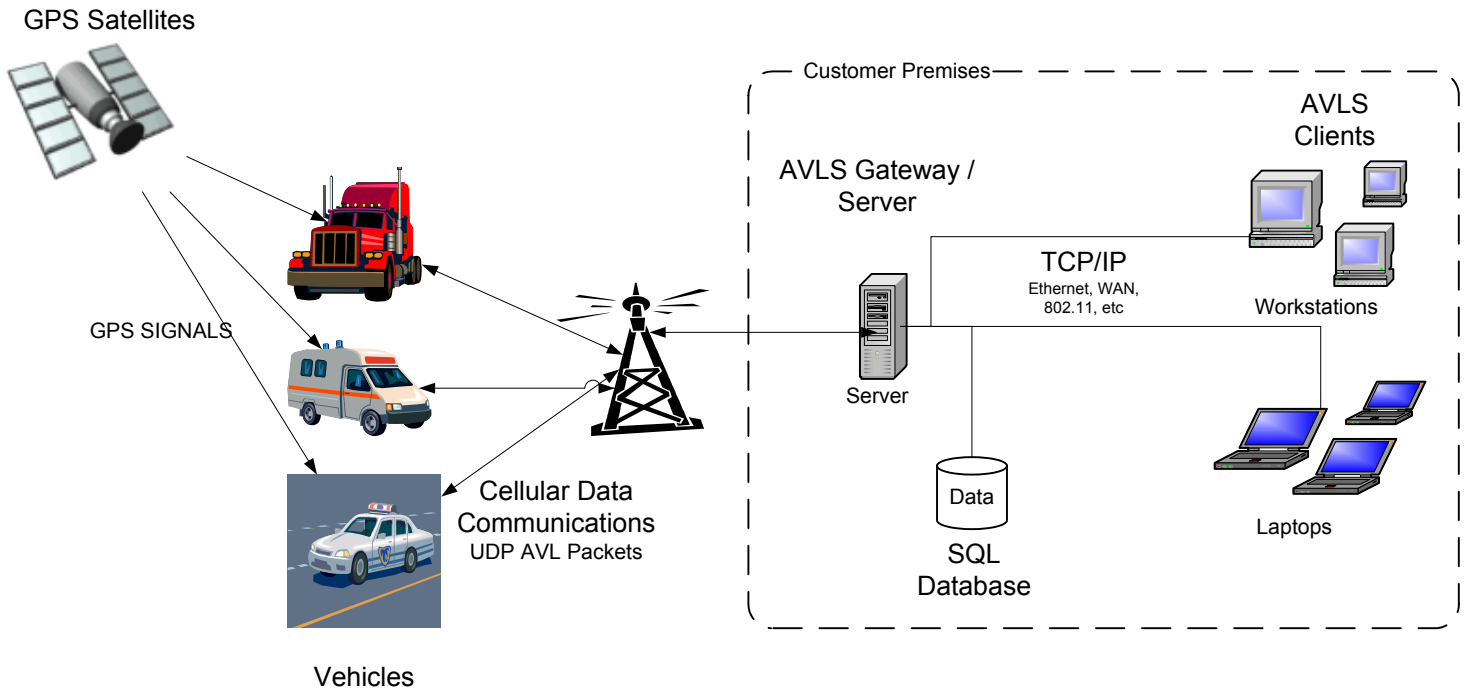 GPS Satellites
Customer Premises
AVLS
Clients
AVLS Gateway /
Server
TCP/IP
Ethernet, WAN,
802.11, etc
Workstations
GPS SIGNALS
Server
Cellular Data
Communications
UDP AVL Packets
Data
SQL
Database
Laptops
Vehicles